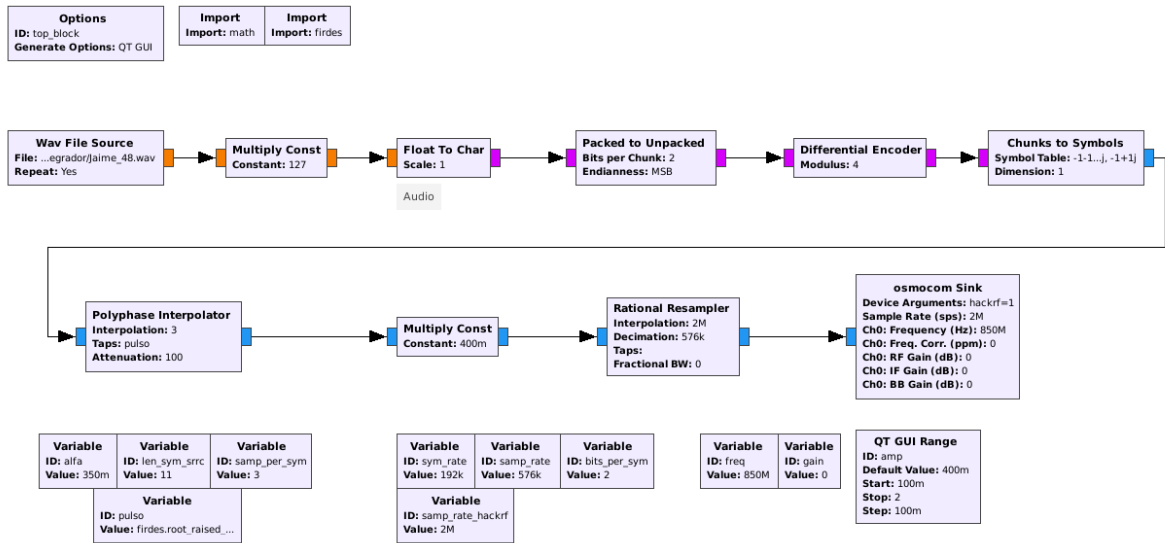 Options
ID: top_block
Generate Options: QT GUI
Import
Import: math
Import
Import: firdes
Wav File Source
File: ...egrador/Jaime_48.wav
Repeat: Yes
Multiply Const
Constant: 127
Float To Char
Scale: 1
Audio
Packed to Unpacked
Bits per Chunk: 2
Endianness: MSB
Differential Encoder
Modulus: 4
Chunks to Symbols
Symbol Table: -1-1...j, -1+1j
Dimension: 1
Polyphase Interpolator
Interpolation: 3
Taps: pulso
Attenuation: 100
Multiply Const
Constant: 400m
Rational Resampler
Interpolation: 2M
Decimation: 576k
Taps:
Fractional BW: 0
osmocom Sink
Device Arguments: hackrf=1
Sample Rate (sps): 2M
Ch0: Frequency (Hz): 850M
Ch0: Freq. Corr. (ppm): 0
Ch0: RF Gain (dB): 0
Ch0: IF Gain (dB): 0
Ch0: BB Gain (dB): 0
Variable
ID: alfa
Value: 350m
Variable
ID: len_sym_srrc
Value: 11
Variable
ID: samp_per_sym
Value: 3
Variable
ID: pulso
Value: firdes.root_raised_...
Variable
ID: sym_rate
Value: 192k
Variable
ID: samp_rate
Value: 576k
Variable
ID: bits_per_sym
Value: 2
Variable
ID: samp_rate_hackrf
Value: 2M
Variable
ID: freq
Value: 850M
Variable
ID: gain
Value: 0
QT GUI Range
ID: amp
Default Value: 400m
Start: 100m
Stop: 2
Step: 100m